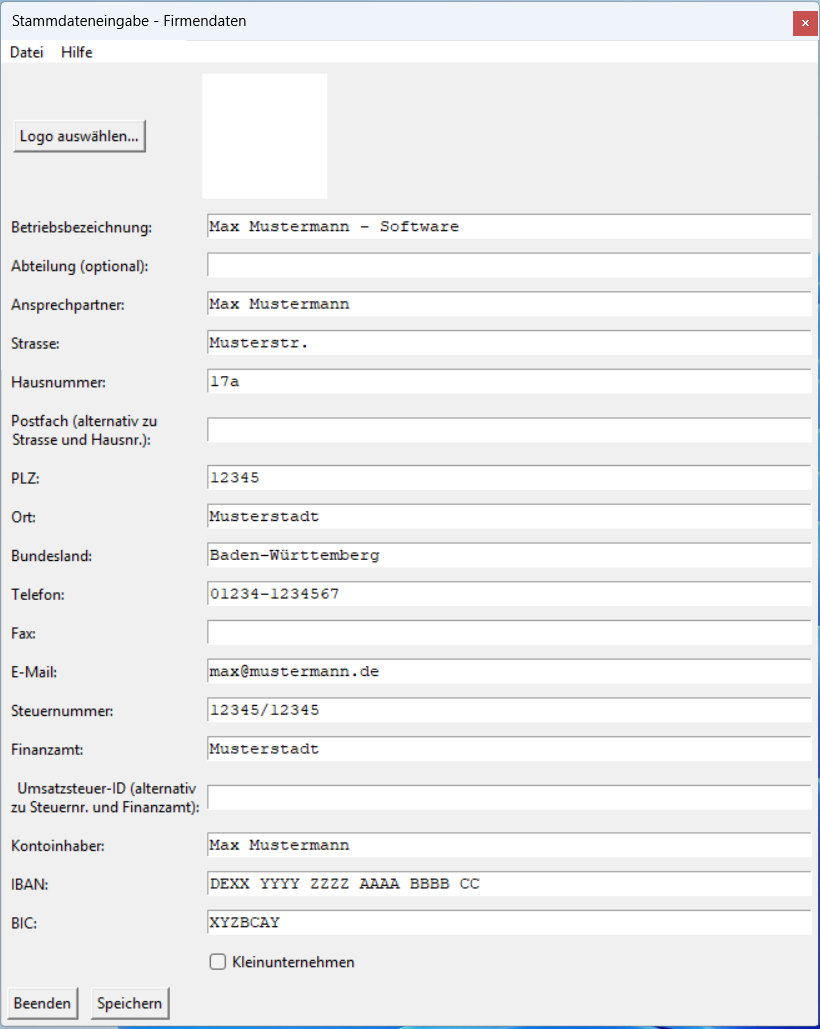 Stammdateneingabe - Firmendaten
Datei Hilfe
Logo auswählen...
Betriebsbezeichnung: Max Mustermann - Software
Abteilung (optional):
Ansprechpartner: Max Mustermann
Strasse: Musterstr.
Hausnummer: 17a
Postfach (alternativ zu
Strasse und Hausnr.):
PLZ: 12345
Ort: Musterstadt
Bundesland: Baden-Württemberg
Telefon: 01234-1234567
Fax:
E-Mail: max@mustermann.de
Steuernummer: 12345/12345
Finanzamt: Musterstadt
Umsatzsteuer-ID (alternativ
zu Steuernr. und Finanzamt):
Kontoinhaber: Max Mustermann
IBAN: DEXX YYYY ZZZZ AAAA BBBB CC
BIC: XYZBCAY
Kleinunternehmen
Beenden Speichern